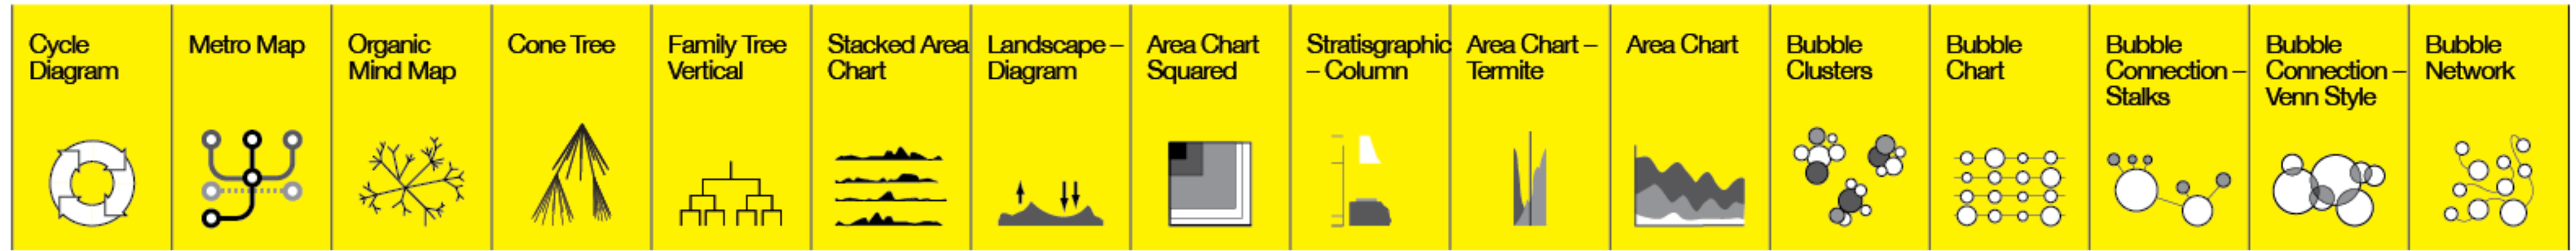 Cycle
Diagram
Metro Map
Organic
Mind Map
Cone Tree
Family Tree
Vertical
Stacked Area
Chart
Landscape –
Diagram
Area Chart
Squared
Stratisgraphic
– Column
Area Chart –
Termite
Area Chart
Bubble
Clusters
Bubble
Chart
Bubble
Connection –
Stalks
Bubble
Connection –
Venn Style
Bubble
Network